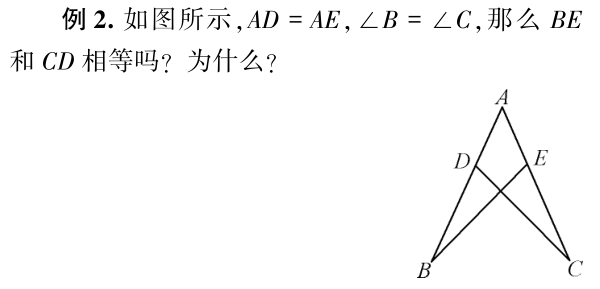 例 2. 如图所示,AD = AE, ∠B = ∠C,那么 BE
和 CD 相等吗? 为什么?
A
D
E
B
C